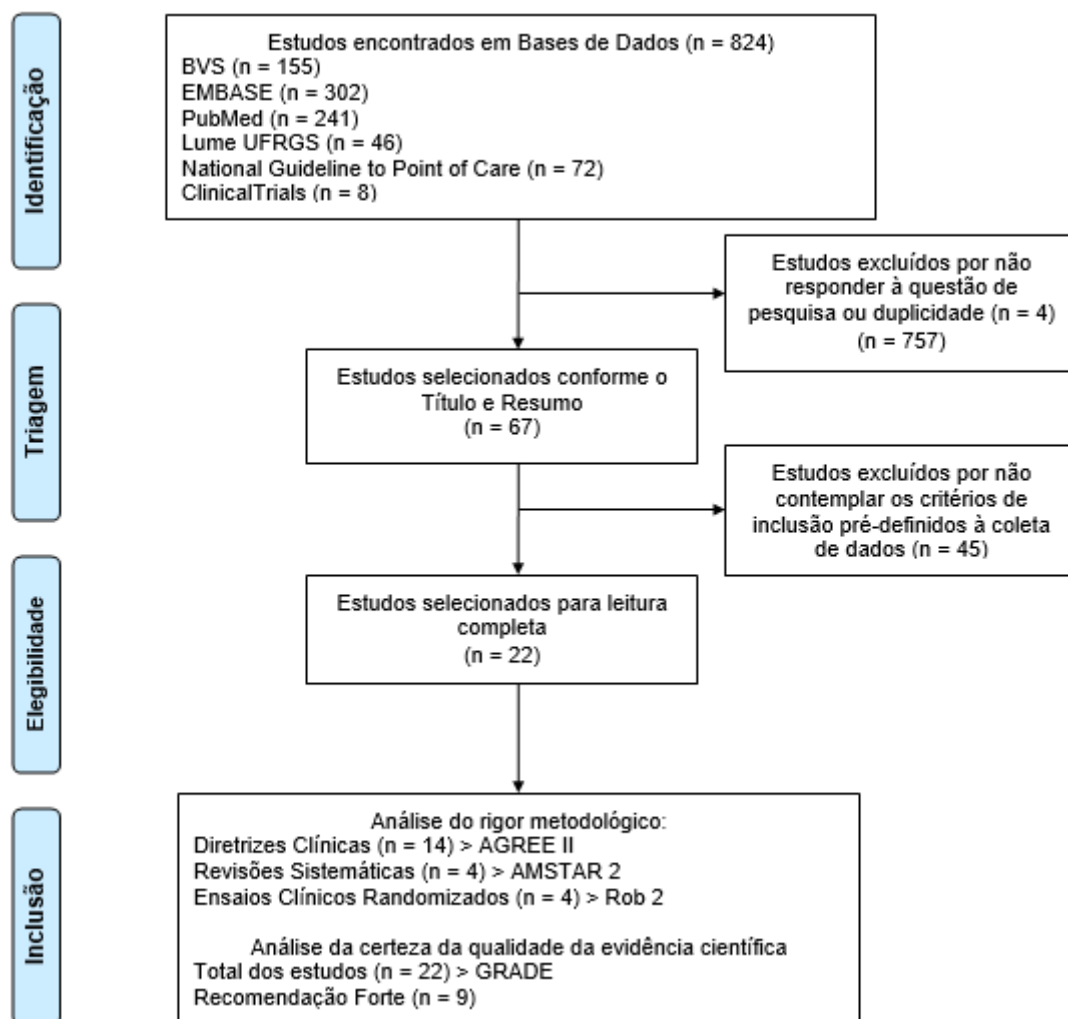 Identificação
Estudos encontrados em Bases de Dados (n = 824)
BVS (n = 155)
EMBASE (n = 302)
PubMed (n = 241)
Lume UFRGS (n = 46)
National Guideline to Point of Care (n = 72)
ClinicalTrials (n = 8)
Estudos excluídos por não
responder à questão de
pesquisa ou duplicidade (n = 4)
(n = 757)
Triagem
Estudos selecionados conforme o
Título e Resumo
(n = 67)
Estudos excluídos por não
contemplar os critérios de
inclusão pré-definidos à coleta
de dados (n = 45)
Elegibilidade
Estudos selecionados para leitura
completa
(n = 22)
Inclusão
Análise do rigor metodológico:
Diretrizes Clínicas (n = 14) > AGREE II
Revisões Sistemáticas (n = 4) > AMSTAR 2
Ensaios Clínicos Randomizados (n = 4) > Rob 2
Análise da certeza da qualidade da evidência científica
Total dos estudos (n = 22) > GRADE
Recomendação Forte (n = 9)